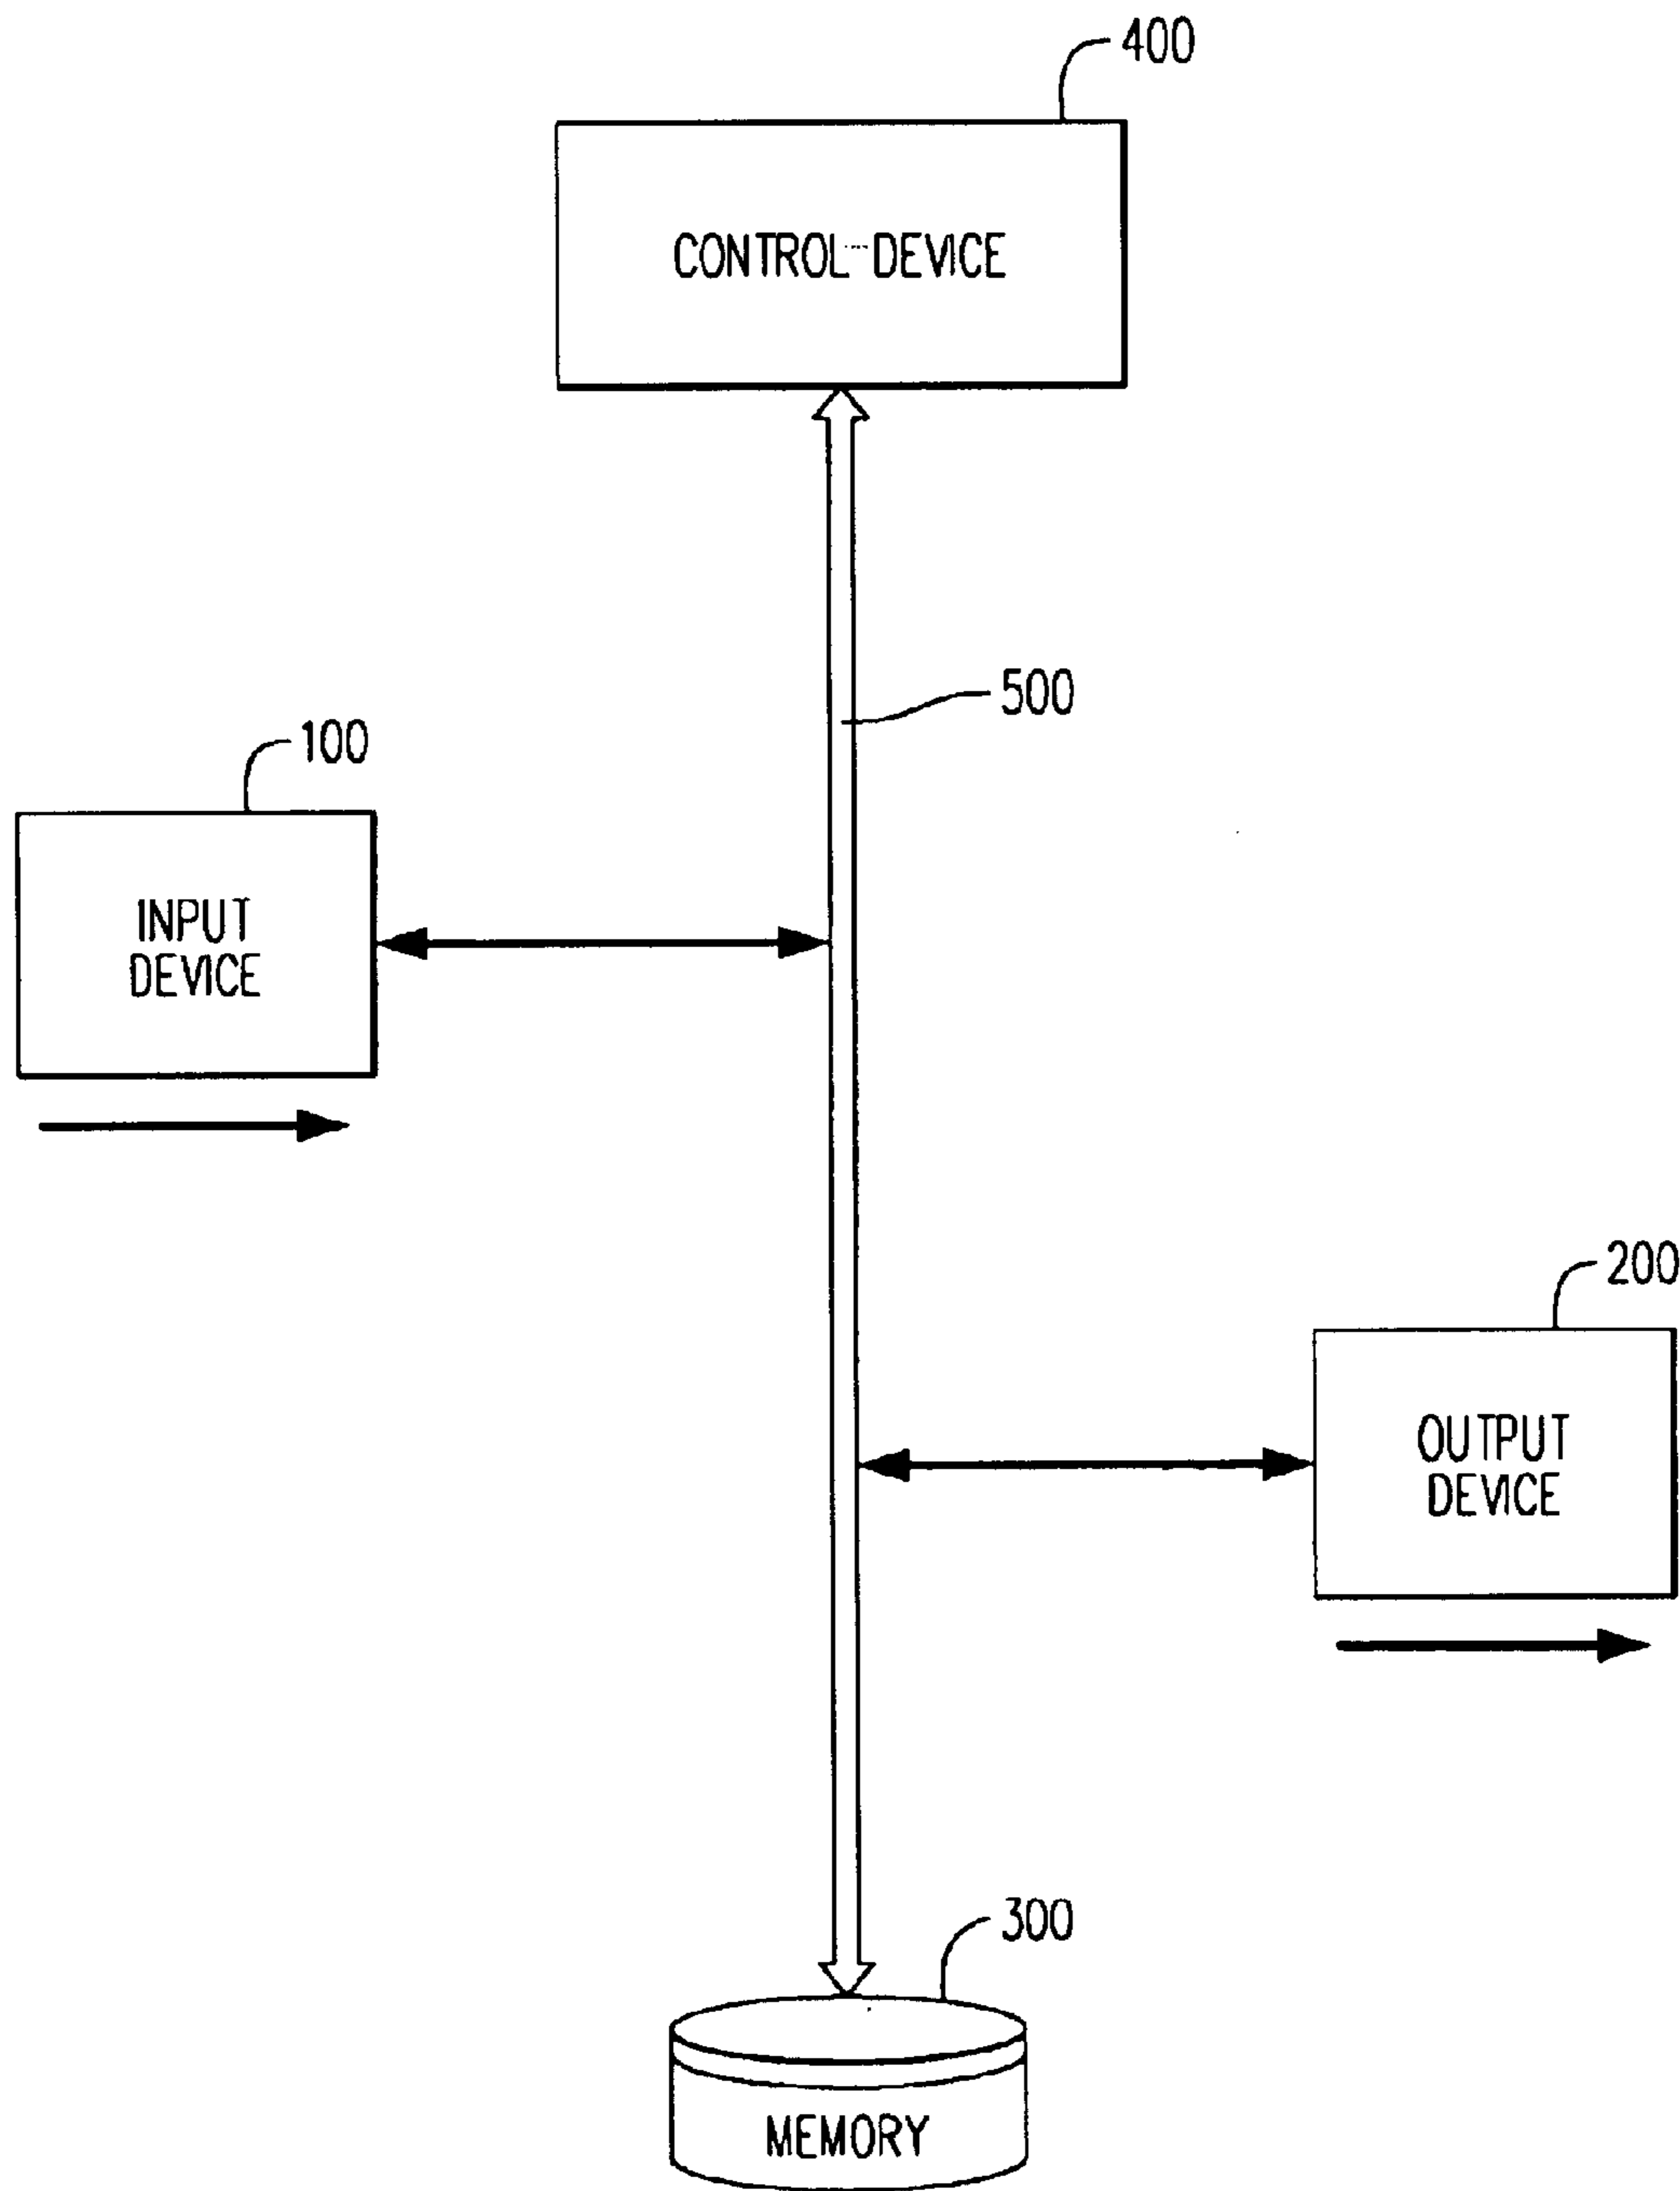 400
CONTROL DEVICE
500
100
INPUT
DEVICE
200
OUTPUT
DEVICE
300
MEMORY